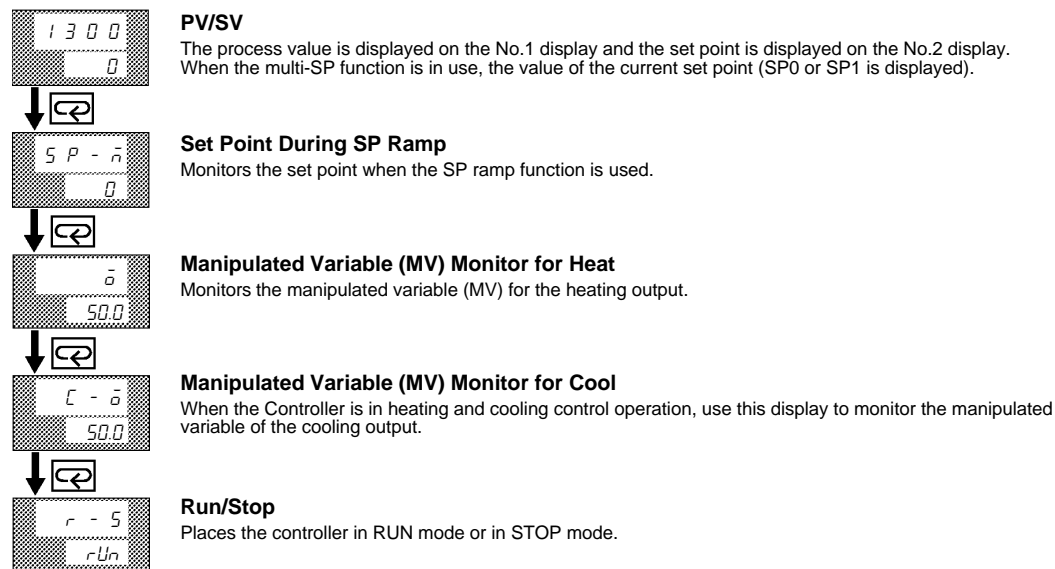 1300
PV/SV
0
The process value is displayed on the No.1 display and the set point is displayed on the No.2 display.
When the multi-SP function is in use, the value of the current set point (SP0 or SP1 is displayed).
SP-n̄
Set Point During SP Ramp
0
Monitors the set point when the SP ramp function is used.
ō
Manipulated Variable (MV) Monitor for Heat
50.0
Monitors the manipulated variable (MV) for the heating output.
C-ō
Manipulated Variable (MV) Monitor for Cool
50.0
When the Controller is in heating and cooling control operation, use this display to monitor the manipulated
variable of the cooling output.
r-S
Run/Stop
rUn
Places the controller in RUN mode or in STOP mode.